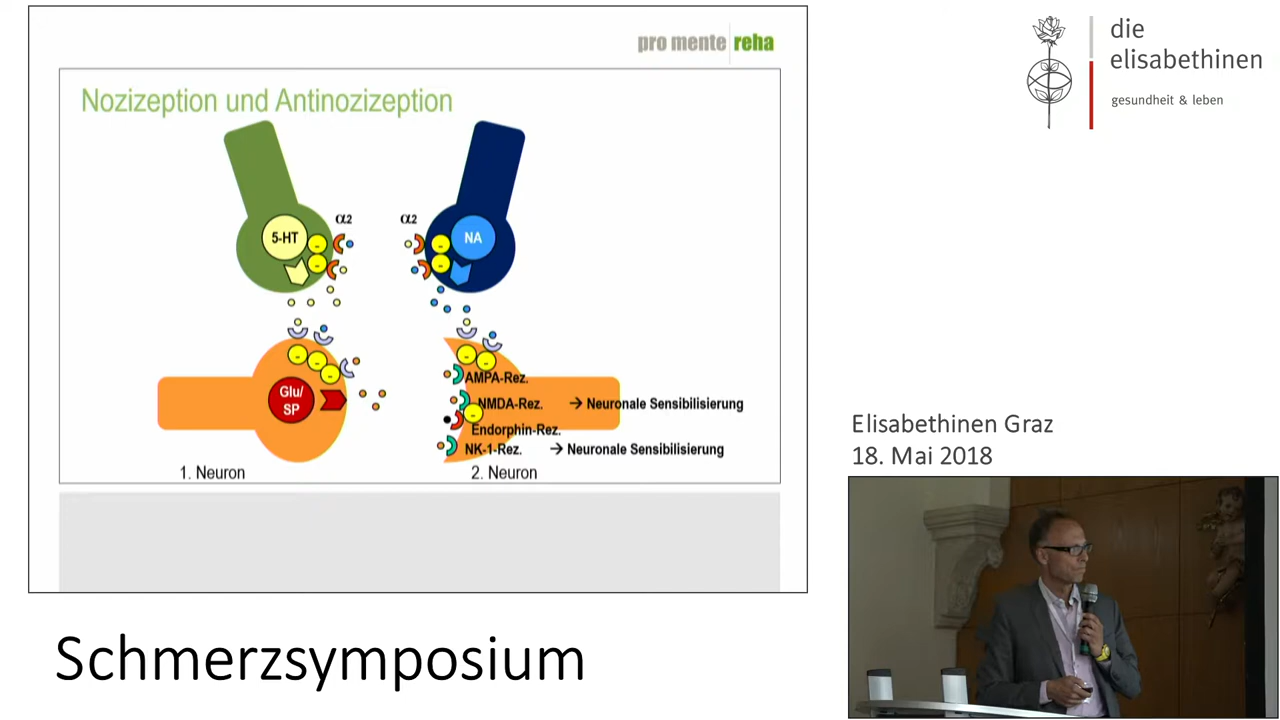 pro mente reha
die
elisabethinen
gesundheit & leben
Nozizeption und Antinozizeption
α2
α2
5-HT
NA
-
-
-
-
-
-
-
-
-
AMPA-Rez.
Glu/
SP
NMDA-Rez. → Neuronale Sensibilisierung
-
Endorphin-Rez.
NK-1-Rez. → Neuronale Sensibilisierung
1. Neuron
2. Neuron
Elisabethinen Graz
18. Mai 2018
Schmerzsymposium